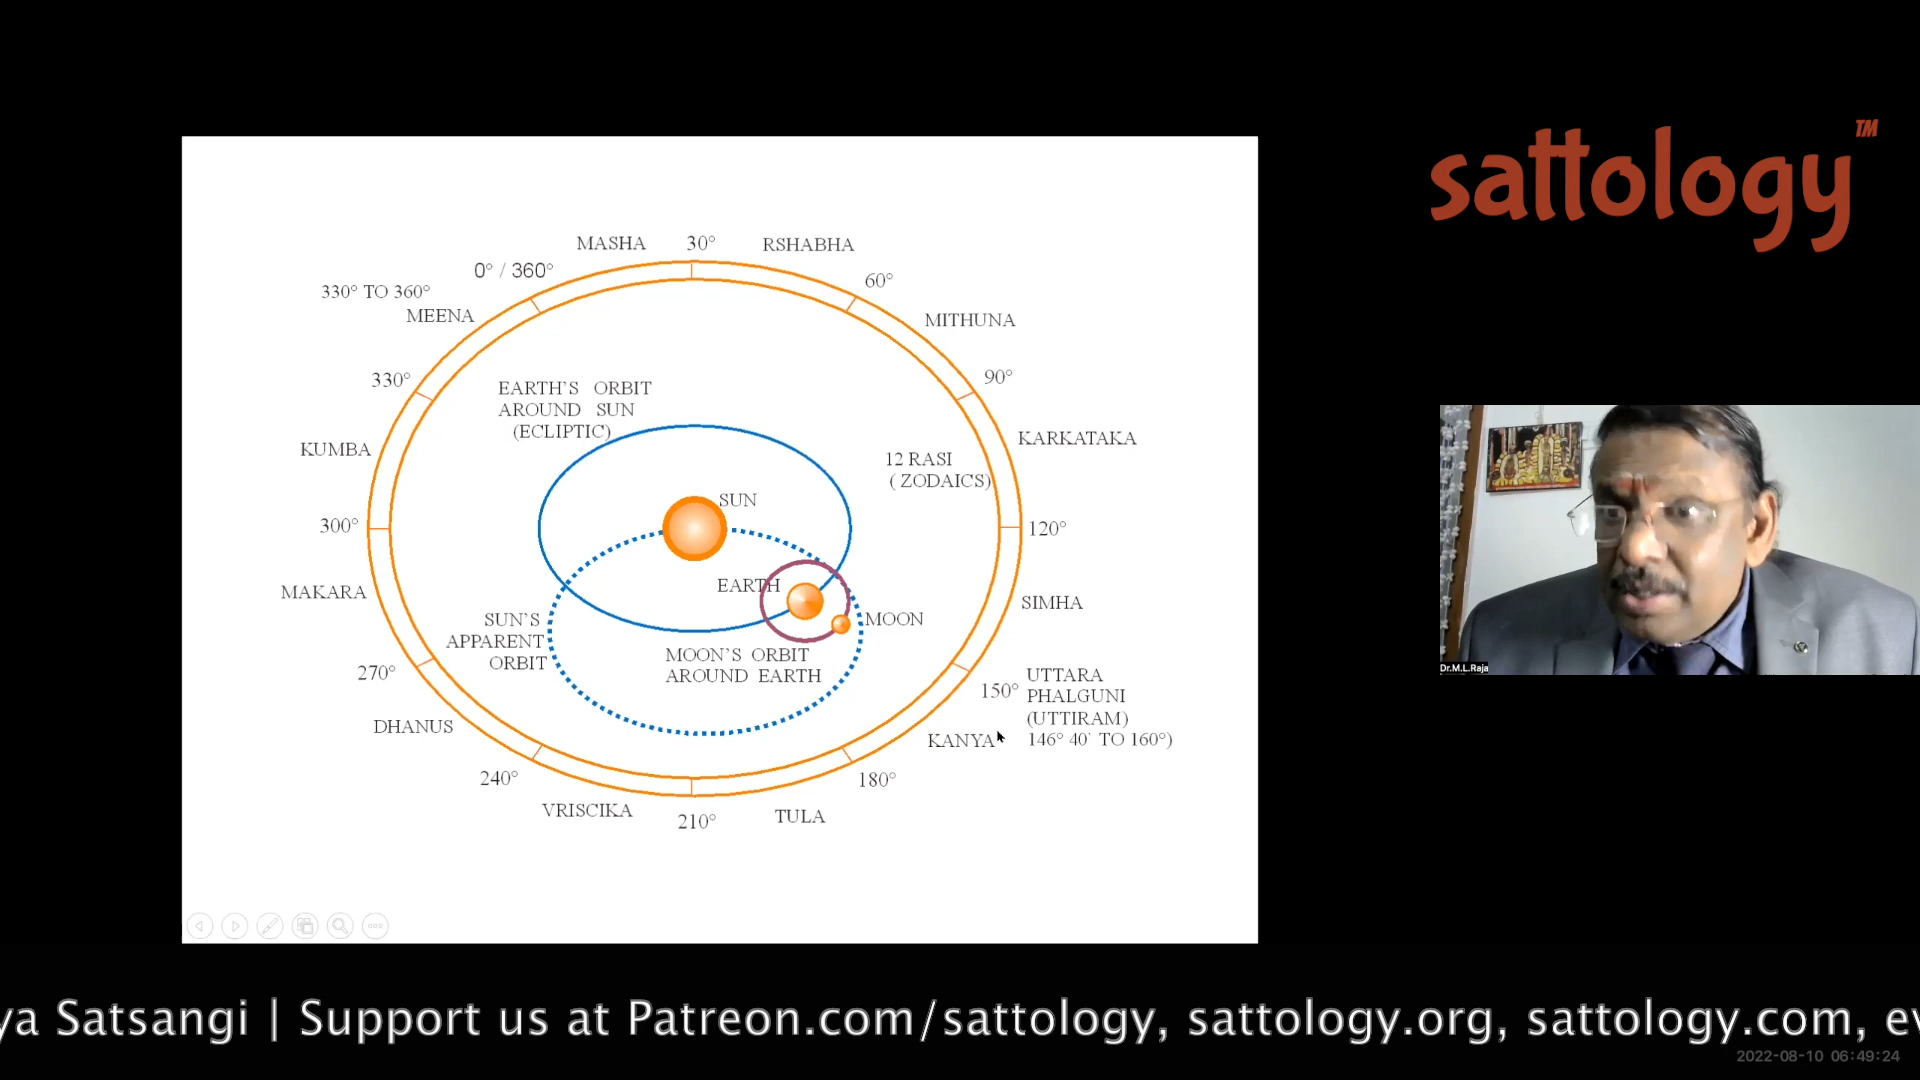 sattology™
MASHA 30° RSHABHA
0° / 360°
60°
330° TO 360°
MEENA
MITHUNA
330°
90°
EARTH'S ORBIT
AROUND SUN
(ECLIPTIC)
KUMBA
KARKATAKA
12 RASI
( ZODAICS)
SUN
300°
120°
EARTH
MAKARA
SIMHA
SUN'S
APPARENT
ORBIT
MOON
MOON'S ORBIT
AROUND EARTH
270°
150°
UTTARA
PHALGUNI
(UTTIRAM)
146° 40` TO 160°)
DHANUS
KANYA
240°
180°
VRISCIKA
210°
TULA
Dr.M.L.Raja
ya Satsangi | Support us at Patreon.com/sattology, sattology.org, sattology.com, ev
2022-08-10 06:49:24